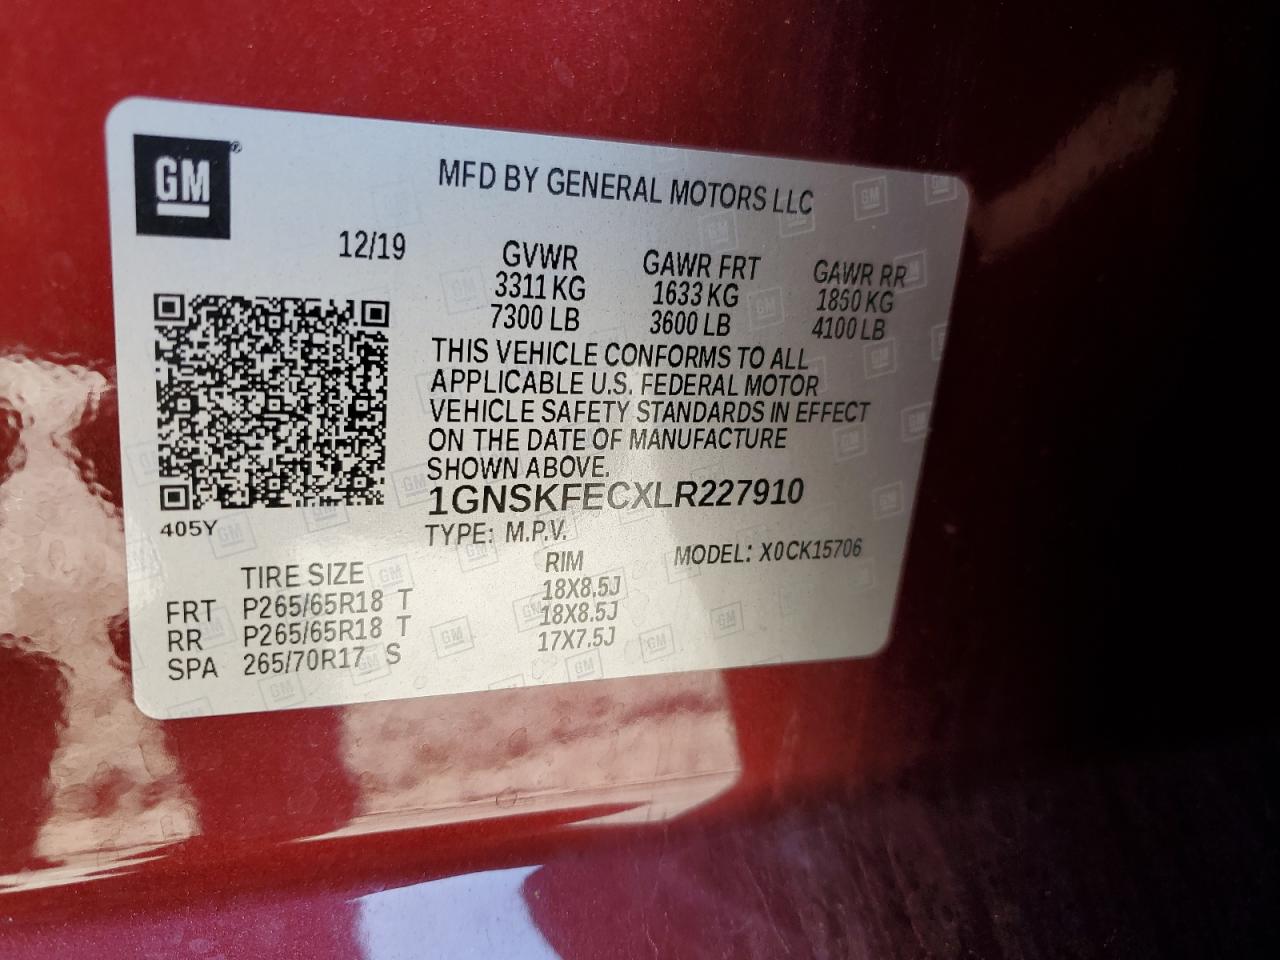 GM®
MFD BY GENERAL MOTORS LLC
12/19
GVWR GAWR FRT GAWR RR
3311 KG 1633 KG 1860 KG
7300 LB 3600 LB 4100 LB
THIS VEHICLE CONFORMS TO ALL
APPLICABLE U.S. FEDERAL MOTOR
VEHICLE SAFETY STANDARDS IN EFFECT
ON THE DATE OF MANUFACTURE
SHOWN ABOVE.
1GNSKFECXLR227910
405Y
TYPE: M.P.V. MODEL: X0CK15706
TIRE SIZE RIM
FRT P265/65R18 T 18X8.5J
RR P265/65R18 T 18X8.5J
SPA 265/70R17 S 17X7.5J